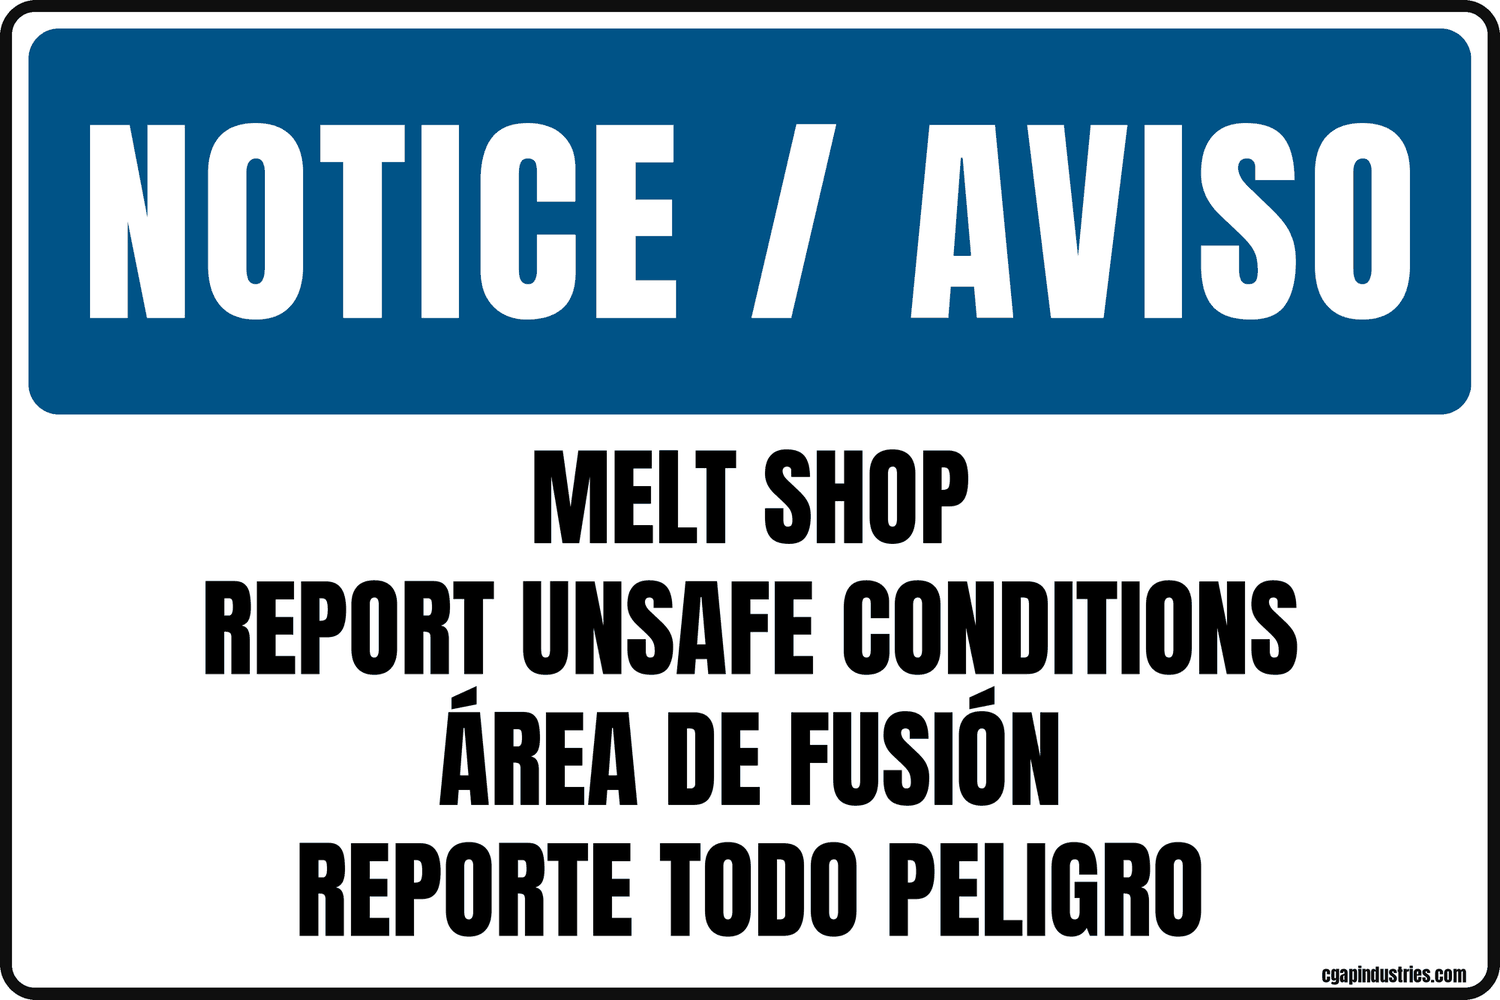 NOTICE / AVISO
MELT SHOP
REPORT UNSAFE CONDITIONS
ÁREA DE FUSIÓN
REPORTE TODO PELIGRO
cgapindustries.com